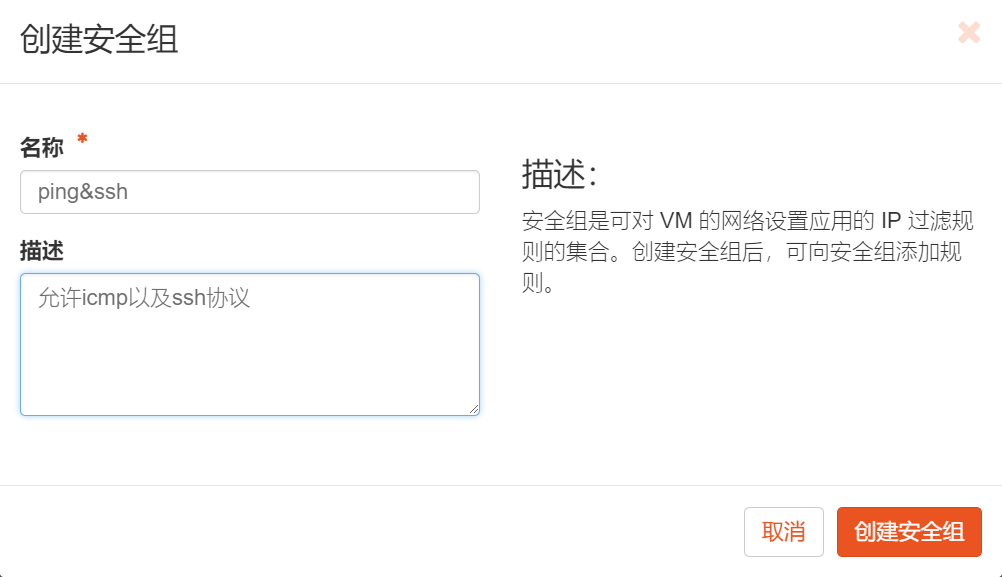 创建安全组
名称 *
ping&ssh
描述
允许icmp以及ssh协议
描述：
安全组是可对 VM 的网络设置应用的 IP 过滤规
则的集合。创建安全组后，可向安全组添加规
则。
取消
创建安全组